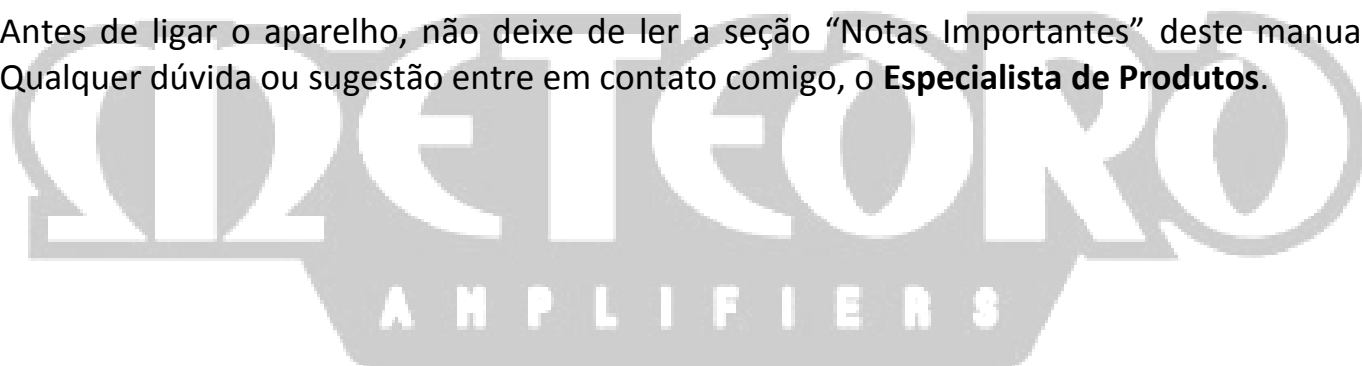 Antes de ligar o aparelho, não deixe de ler a seção “Notas Importantes” deste manua
Qualquer dúvida ou sugestão entre em contato comigo, o Especialista de Produtos.
METEORO
AMPLIFIERS